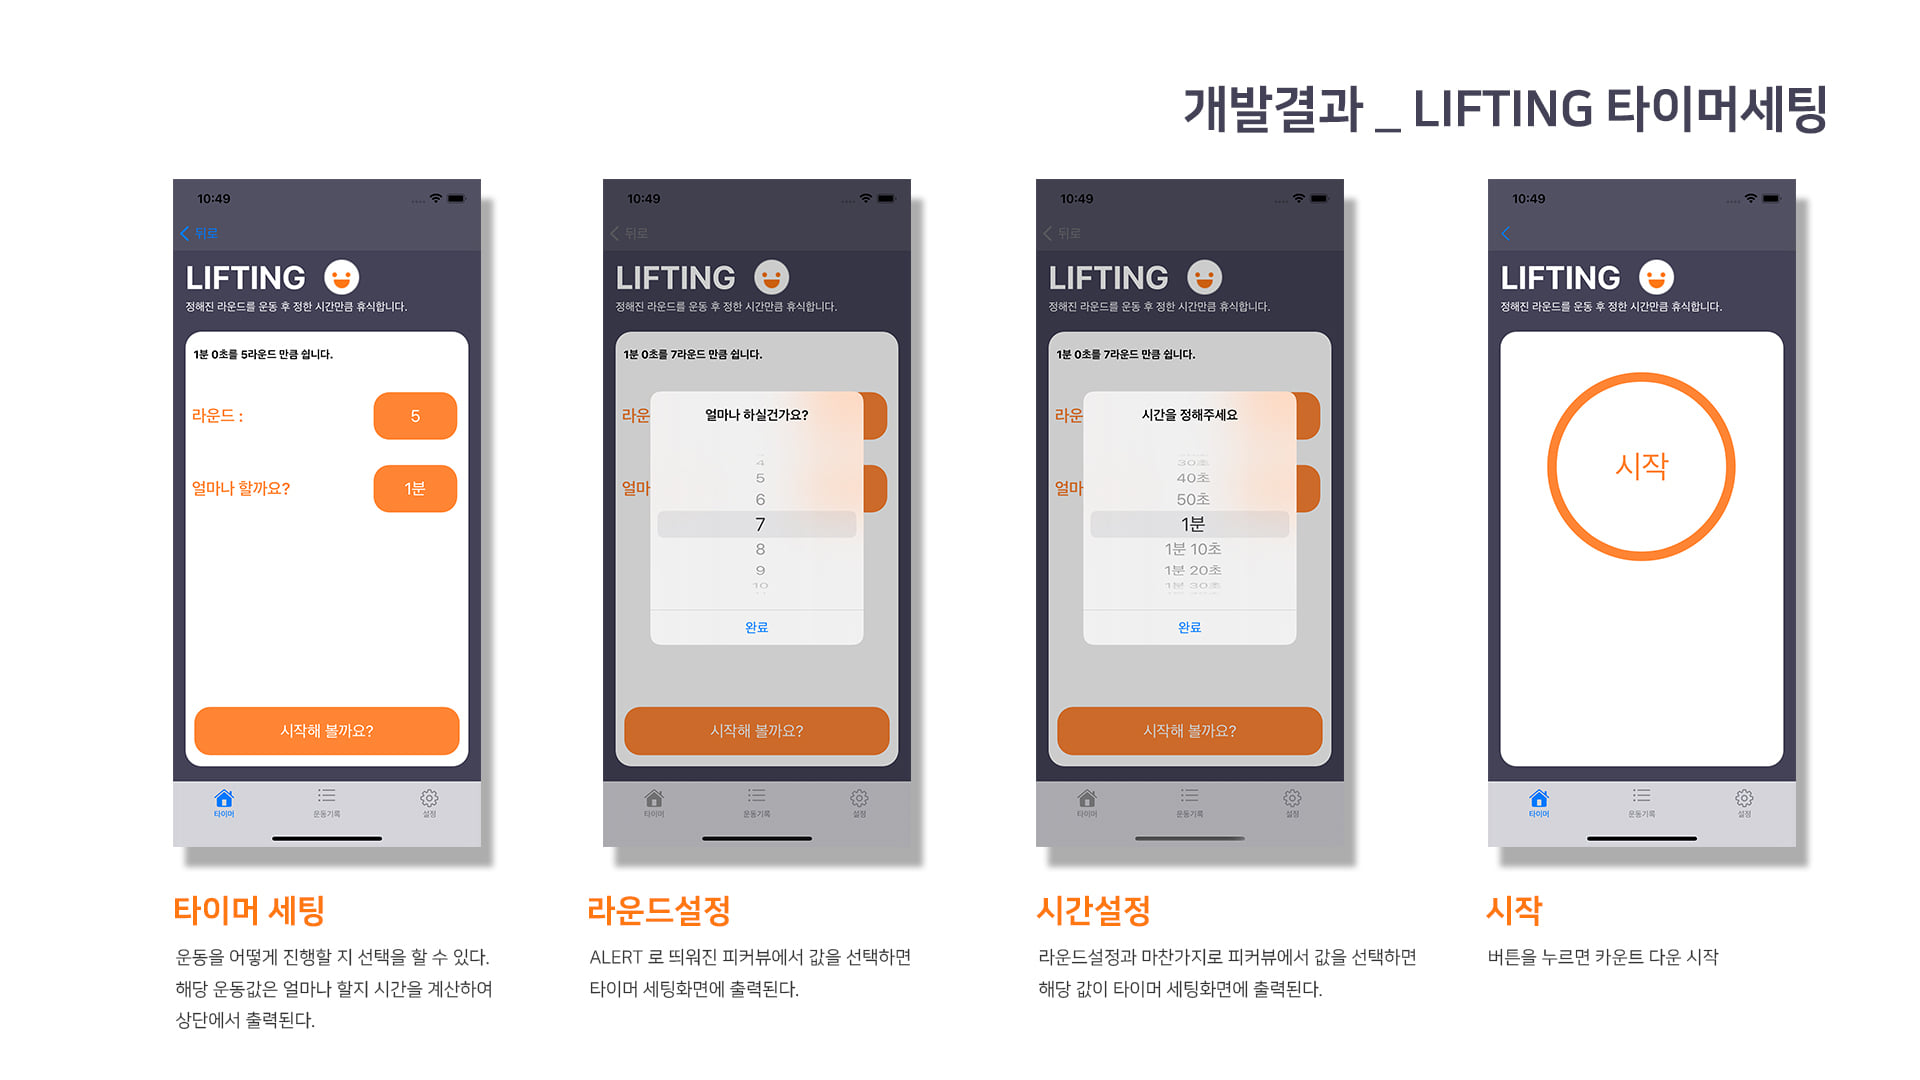 개발결과 _ LIFTING 타이머세팅
10:49
뒤로
LIFTING
정해진 라운드를 운동 후 정한 시간만큼 휴식합니다.
1분 0초를 5라운드 만큼 쉽니다.
라운드 :
5
얼마나 할까요?
1분
시작해 볼까요?
타이머
운동기록
설정
타이머 세팅
운동을 어떻게 진행할 지 선택을 할 수 있다.
해당 운동값은 얼마나 할지 시간을 계산하여
상단에서 출력된다.
10:49
뒤로
LIFTING
정해진 라운드를 운동 후 정한 시간만큼 휴식합니다.
1분 0초를 7라운드 만큼 쉽니다.
라운
얼마
얼마나 하실건가요?
4
5
6
7
8
9
10
완료
시작해 볼까요?
타이머
운동기록
설정
라운드설정
ALERT 로 띄워진 피커뷰에서 값을 선택하면
타이머 세팅화면에 출력된다.
10:49
뒤로
LIFTING
정해진 라운드를 운동 후 정한 시간만큼 휴식합니다.
1분 0초를 7라운드 만큼 쉽니다.
라운
얼마
시간을 정해주세요
30초
40초
50초
1분
1분 10초
1분 20초
1분 30초
완료
시작해 볼까요?
타이머
운동기록
설정
시간설정
라운드설정과 마찬가지로 피커뷰에서 값을 선택하면
해당 값이 타이머 세팅화면에 출력된다.
10:49
LIFTING
정해진 라운드를 운동 후 정한 시간만큼 휴식합니다.
시작
타이머
운동기록
설정
시작
버튼을 누르면 카운트 다운 시작